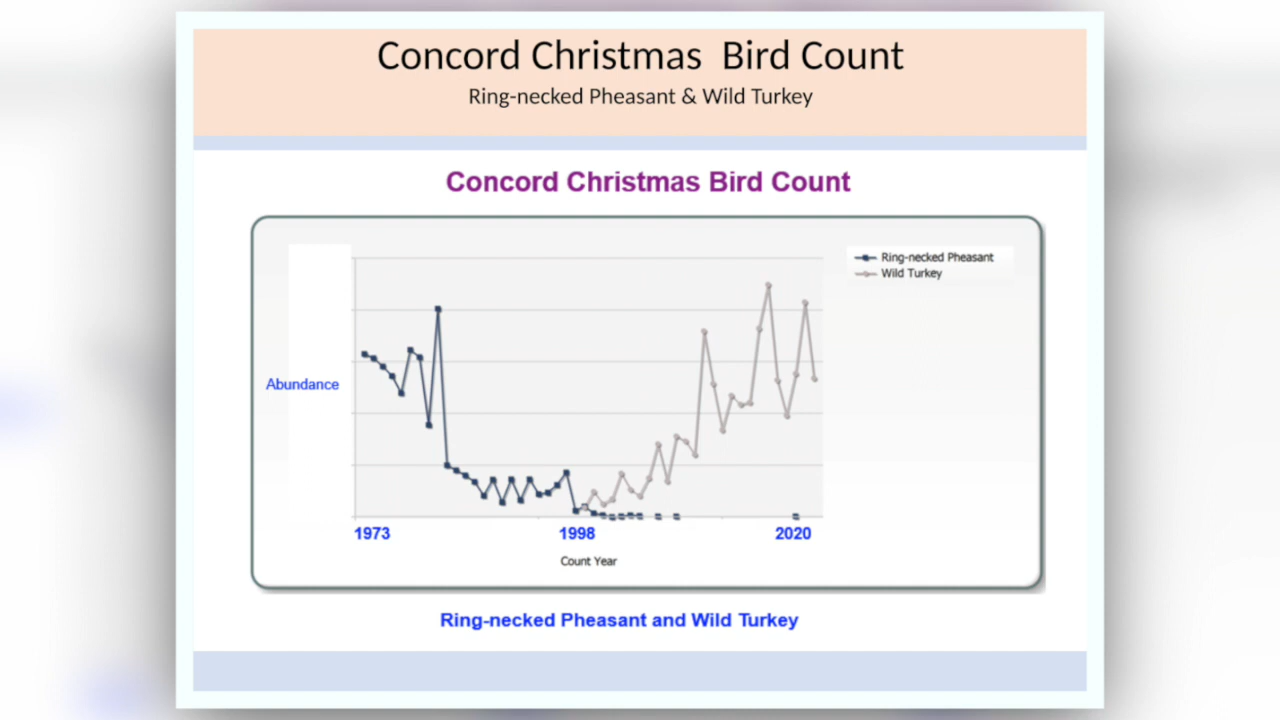 Concord Christmas  Bird Count
Ring-necked Pheasant & Wild Turkey
Concord Christmas Bird Count
Ring-necked Pheasant
Wild Turkey
Abundance
1973
1998
2020
Count Year
Ring-necked Pheasant and Wild Turkey